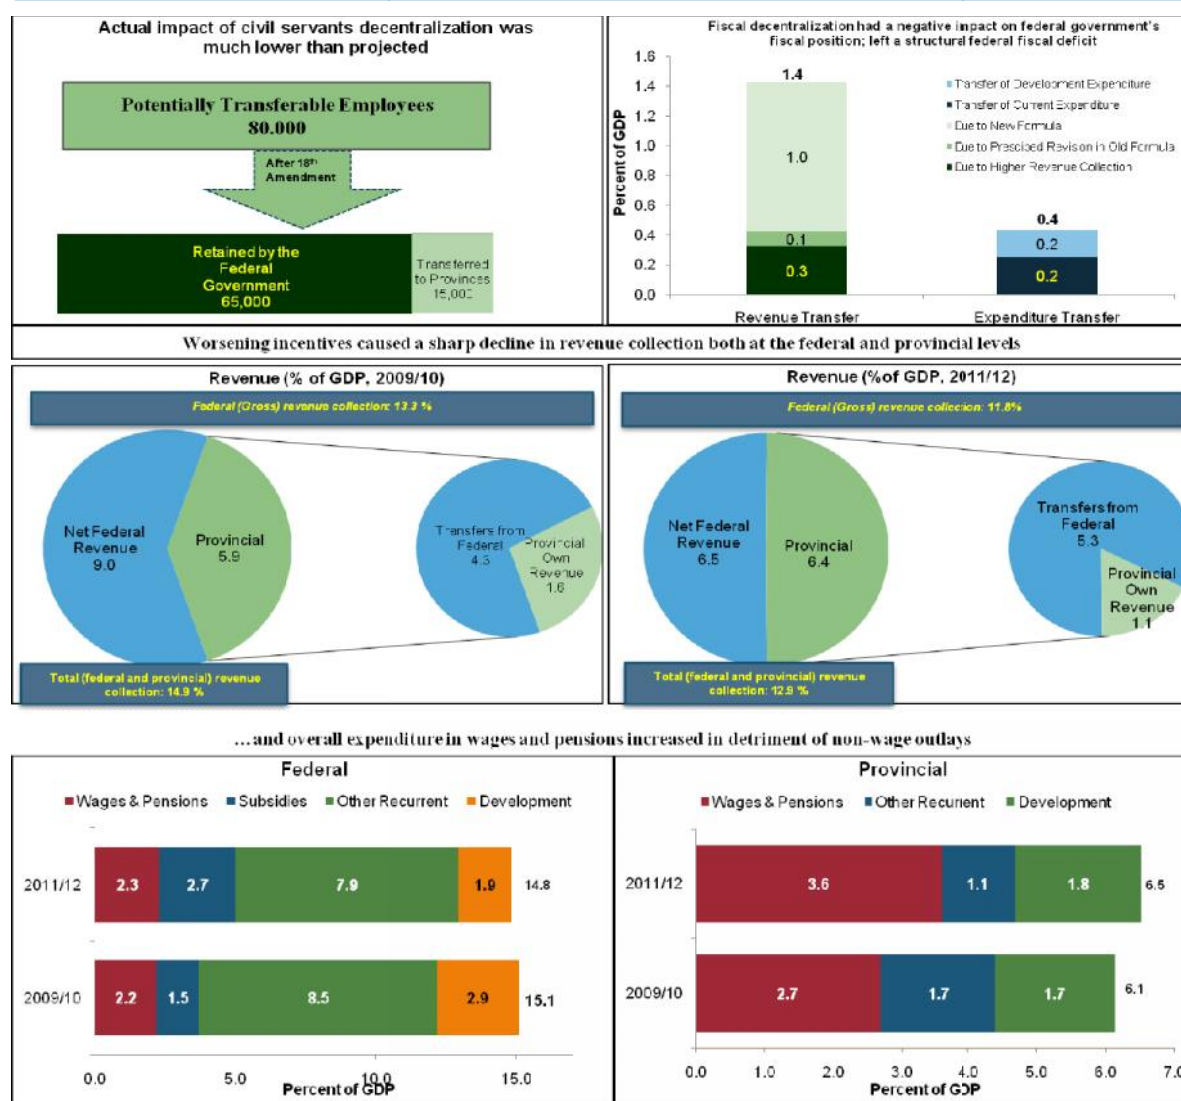 Actual impact of civil servants decentralization was
much lower than projected
Potentially Transferable Employees
80.000
After 18th
Amendment
Retained by the
Federal
Government
65,000
Transferred
to Provinces
15,000
Fiscal decentralization had a negative impact on federal government's
fiscal position; left a structural federal fiscal deficit
Percent of GDP
1.6
1.4
1.2
1.0
0.8
0.6
0.4
0.2
0.0
1.4
1.0
0.1
0.3
0.4
0.2
0.2
Transfer of Development Expenditure
Transfer of Current Expenditure
Due to New Formula
Due to Presciped Revison in Old Formula
Due to Higher Revenue Collection
Revenue Transfer
Expenditure Transfer
Worsening incentives caused a sharp decline in revenue collection both at the federal and provincial levels
Revenue (% of GDP, 2009/10)
Federal (Gross) revenue collection: 13.3 %
Net Federal
Revenue
9.0
Provincial
5.9
Transfers from
Federal
4.3
Provincial
Own
Revenue
1.6
Total (federal and provincial) revenue
collection: 14.9 %
Revenue (%of GDP, 2011/12)
Federal (Gross) revenue collection: 11.8%
Net Federal
Revenue
6.5
Provincial
6.4
Transfers from
Federal
5.3
Provincial
Own
Revenue
1.1
Total (federal and provincial) revenue
collection: 12.9 %
...and overall expenditure in wages and pensions increased in detriment of non-wage outlays
Federal
Wages & Pensions Subsidies Other Recurrent Development
2011/12 2.3 2.7 7.9 1.9 14.8
2009/10 2.2 1.5 8.5 2.9 15.1
0.0 5.0 10.0 15.0
Percent of GDP
Provincial
Wages & Pensions Other Recurrent Development
2011/12 3.6 1.1 1.8 6.5
2009/10 2.7 1.7 1.7 6.1
0.0 1.0 2.0 3.0 4.0 5.0 6.0 7.0
Percent of GDP